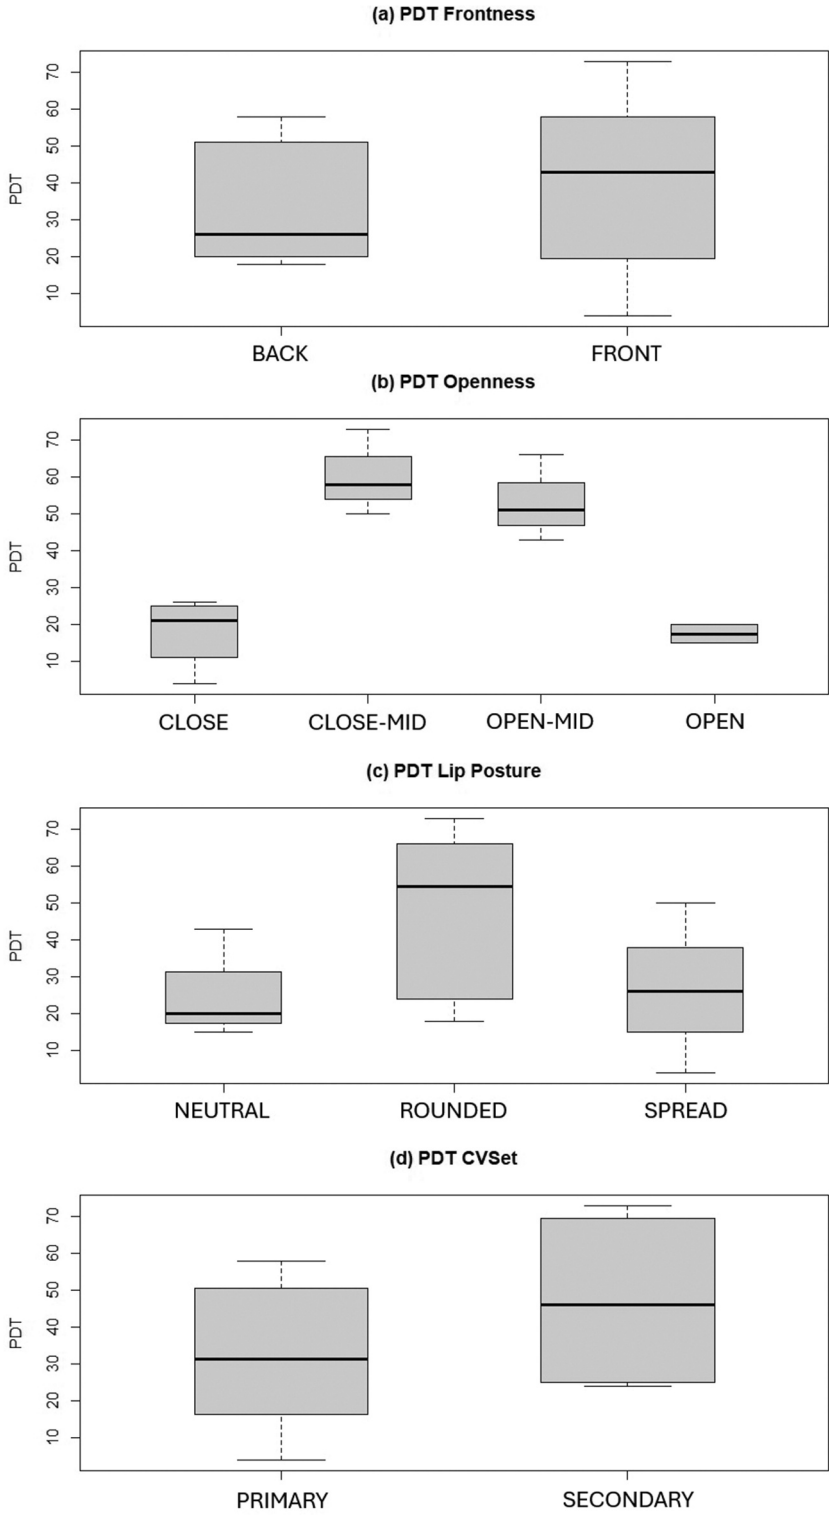 (a) PDT Frontness
70
60
50
40
30
20
10
PDT
BACK FRONT
(b) PDT Openness
70
60
50
40
30
20
10
PDT
CLOSE CLOSE-MID OPEN-MID OPEN
(c) PDT Lip Posture
70
60
50
40
30
20
10
PDT
NEUTRAL ROUNDED SPREAD
(d) PDT CVSet
70
60
50
40
30
20
10
PDT
PRIMARY SECONDARY